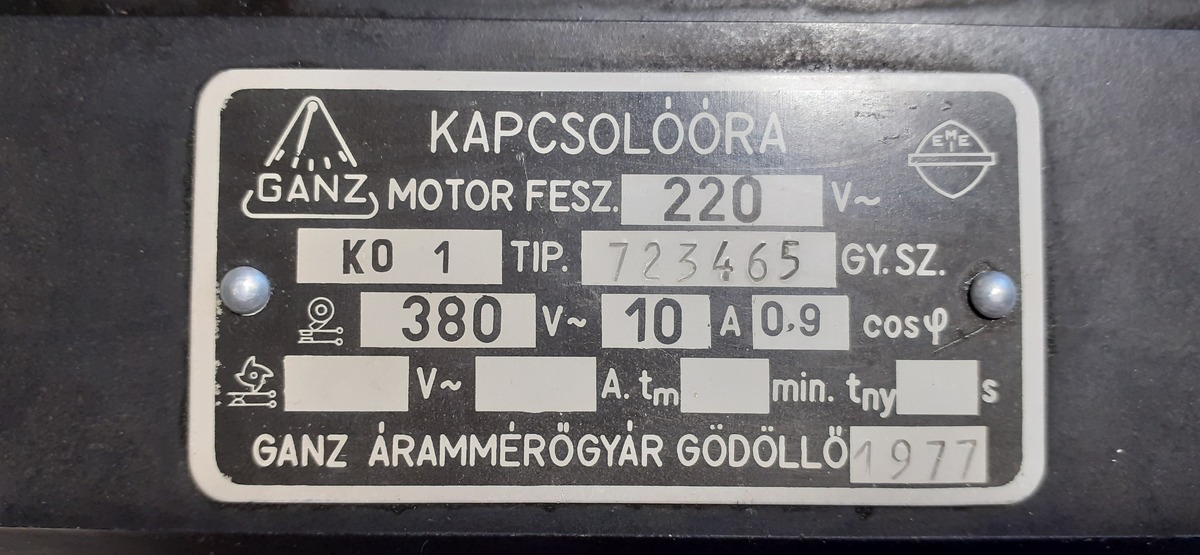 KAPCSOLÓÓRA
EMEI
GANZ MOTOR FESZ. 220 V~
KO 1 TIP. 723465 GY.SZ.
380 V~ 10 A 0,9 cosφ
V~ A. tm min. tny s
GANZ ÁRAMMÉRŐGYÁR GÖDÖLLŐ 1977